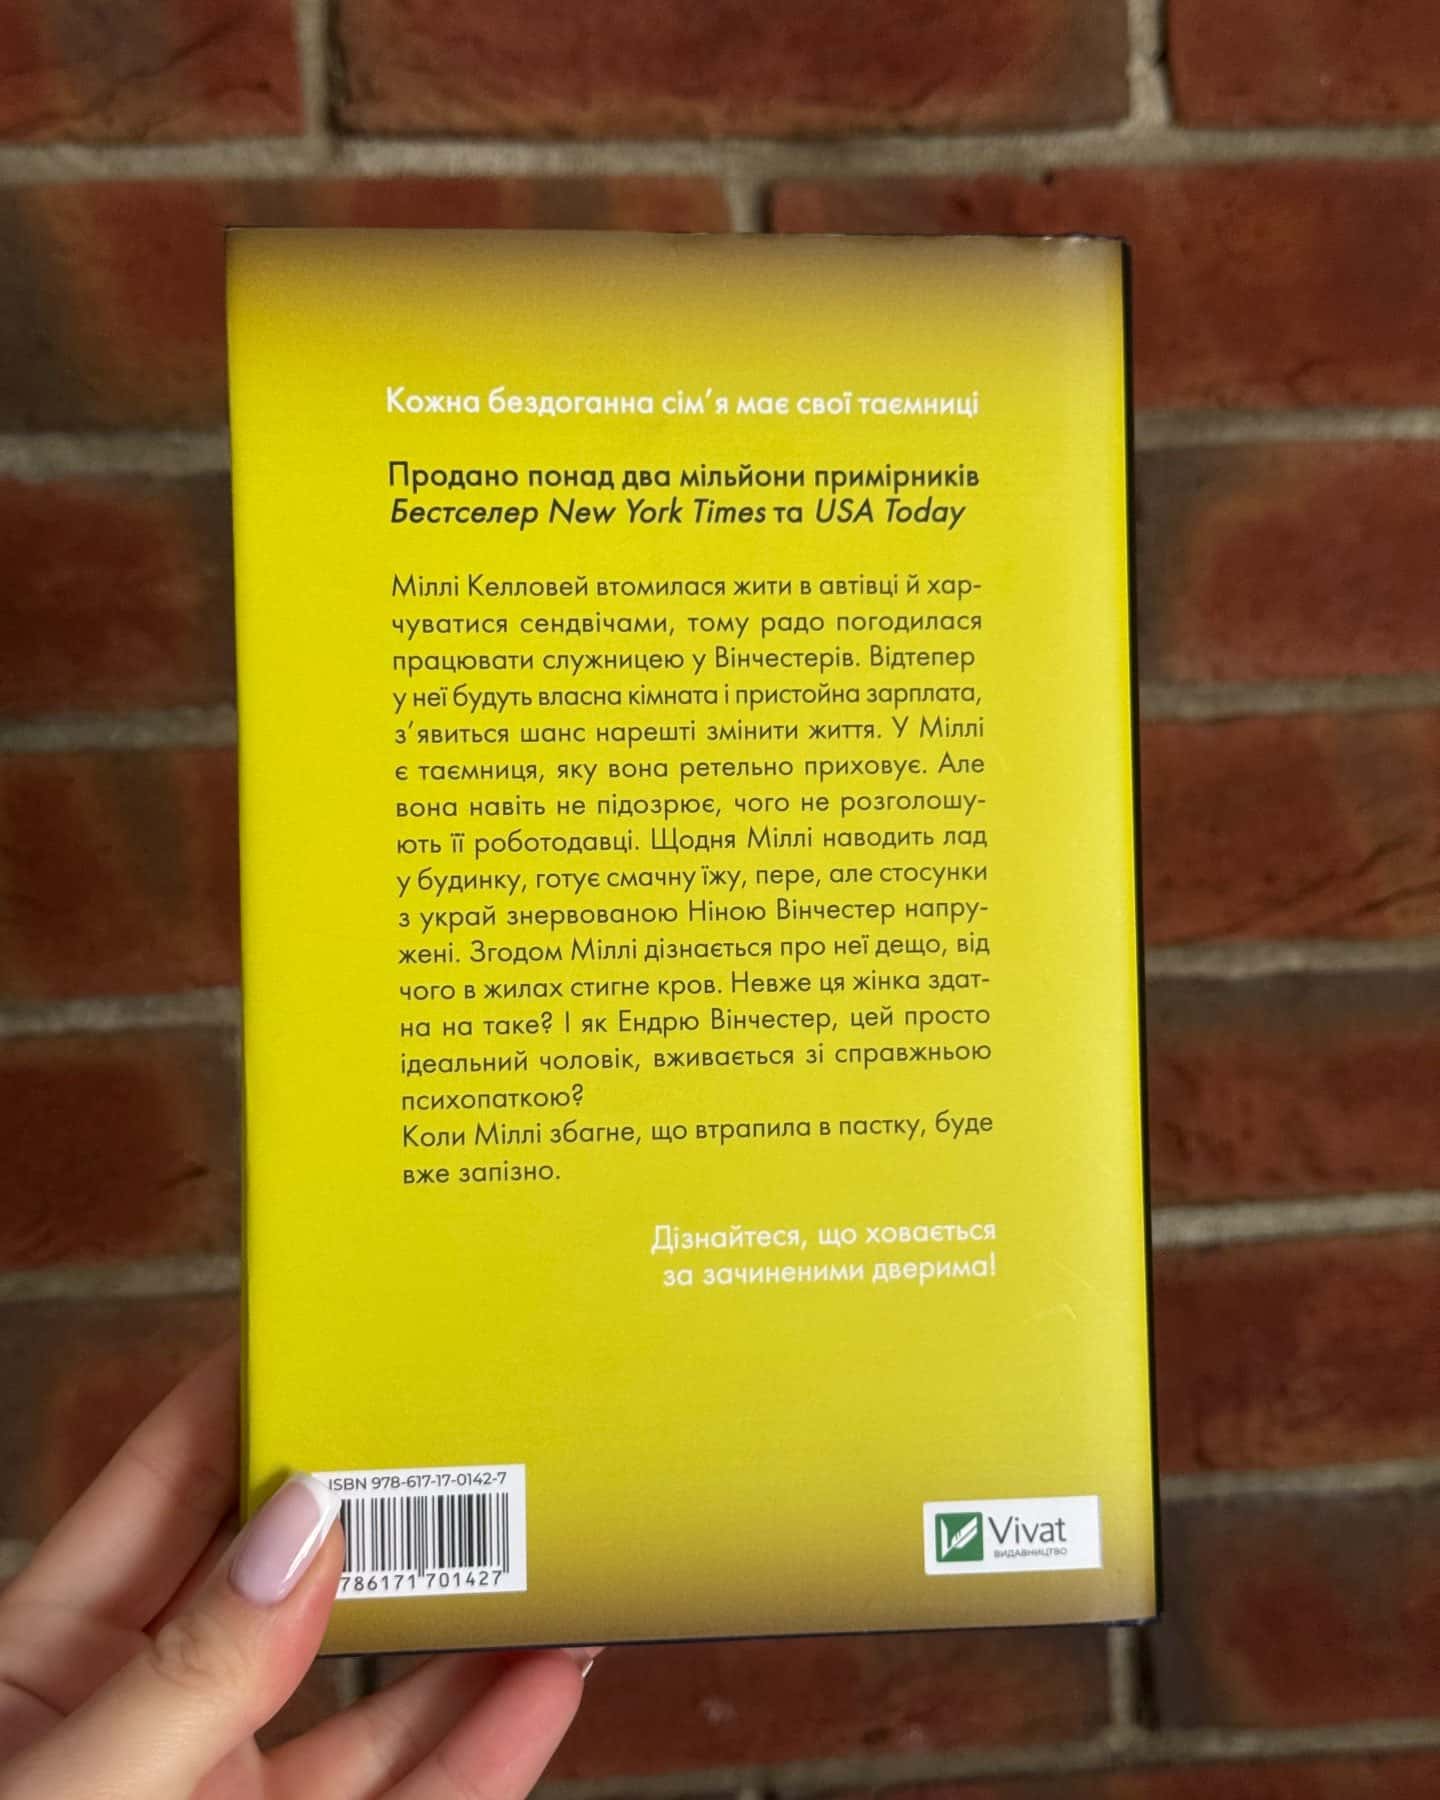 Кожна бездоганна сім’я має свої таємниці
Продано понад два мільйони примірників
Бестселер New York Times та USA Today
Міллі Келловей втомилася жити в автівці й хар-
чуватися сендвічами, тому радо погодилася
працювати служницею у Вінчестерів. Відтепер
у неї будуть власна кімната і пристойна зарплата,
з’явиться шанс нарешті змінити життя. У Міллі
є таємниця, яку вона ретельно приховує. Але
вона навіть не підозрює, чого не розголошу-
ють її роботодавці. Щодня Міллі наводить лад
у будинку, готує смачну їжу, пере, але стосунки
з украй знервованою Ніною Вінчестер напру-
жені. Згодом Міллі дізнається про неї дещо, від
чого в жилах стигне кров. Невже ця жінка здат-
на на таке? І як Ендрю Вінчестер, цей просто
ідеальний чоловік, вживається зі справжньою
психопаткою?
Коли Міллі збагне, що втрапила в пастку, буде
вже запізно.
Дізнайтеся, що ховається
за зачиненими дверима!
ISBN 978-617-17-0142-7
786171 701427
Vivat
ВИДАВНИЦТВО